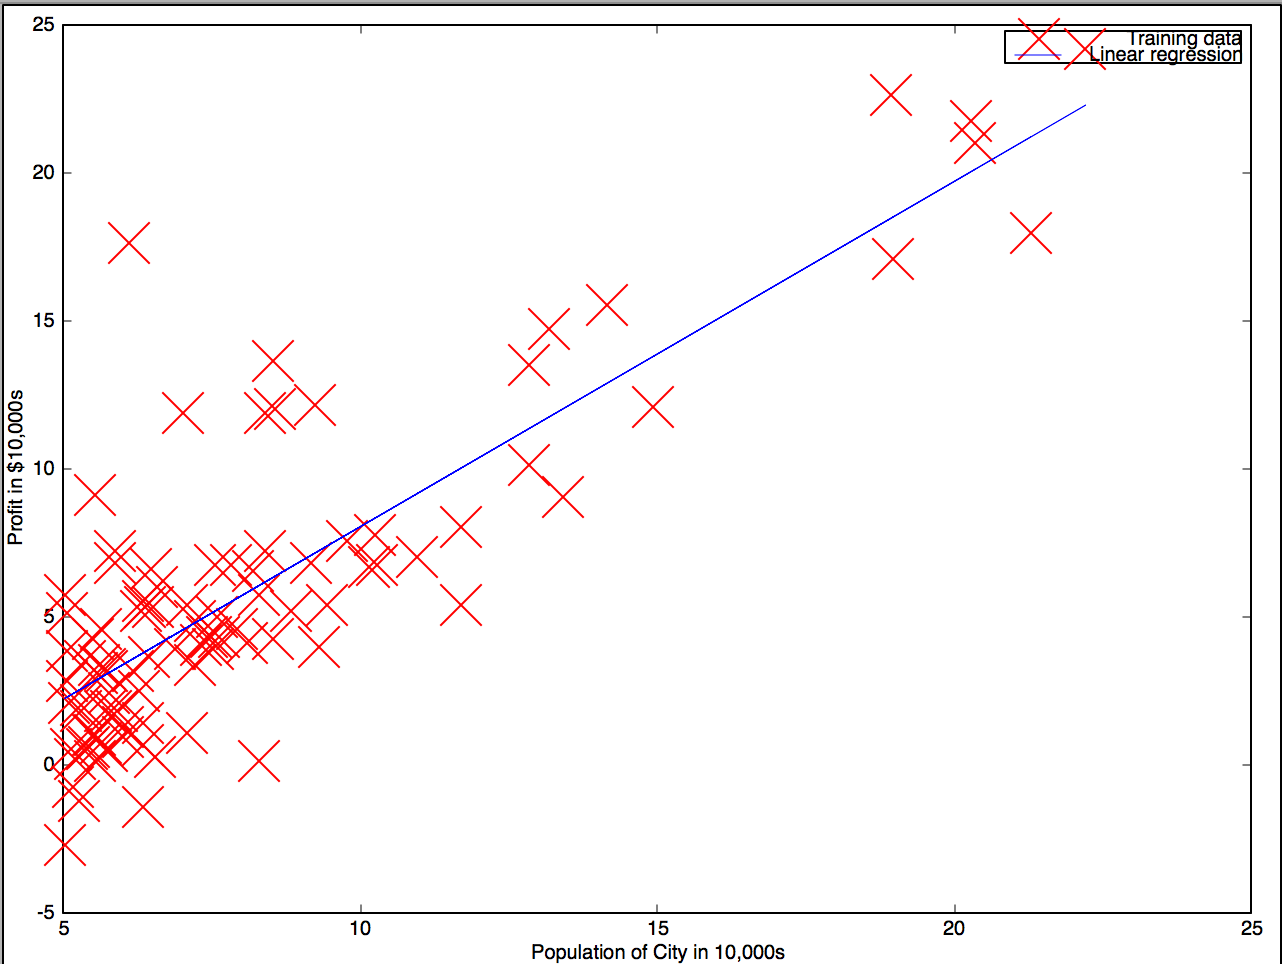 25
Training data
Linear regression
20
15
10
5
0
-5
Profit in $10,000s
5 10 15 20 25
Population of City in 10,000s